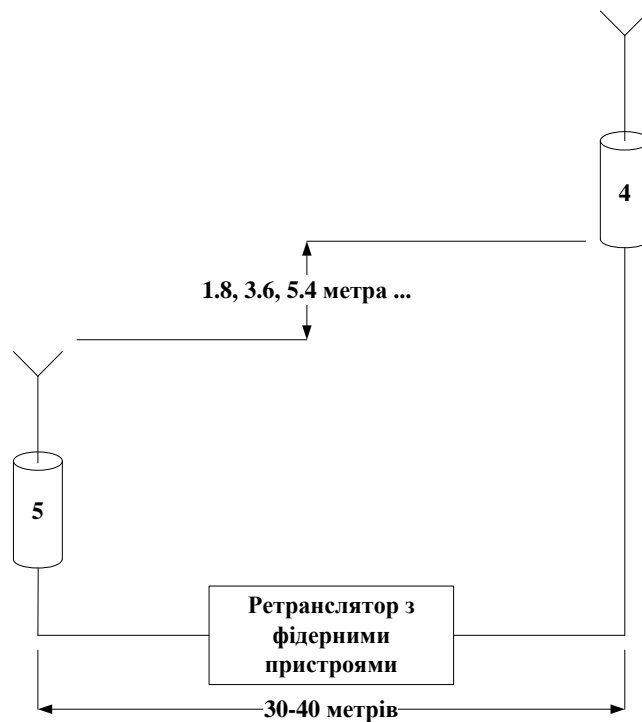 4
1.8, 3.6, 5.4 метра ...
5
Ретранслятор з
фідерними
пристроями
30-40 метрів